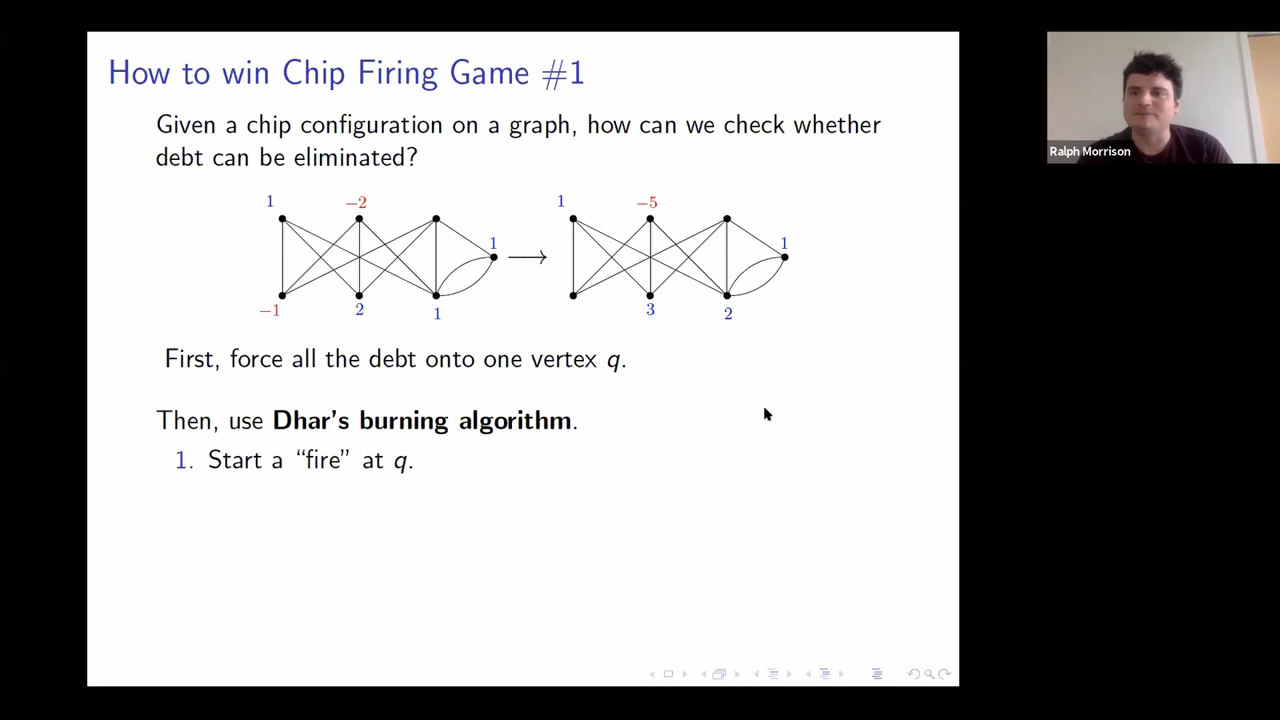 How to win Chip Firing Game #1
Given a chip configuration on a graph, how can we check whether
debt can be eliminated?
1 −2 1 −5
1 1
−1 2 1 3 2
First, force all the debt onto one vertex q.
Then, use Dhar's burning algorithm.
1. Start a “fire” at q.
Ralph Morrison